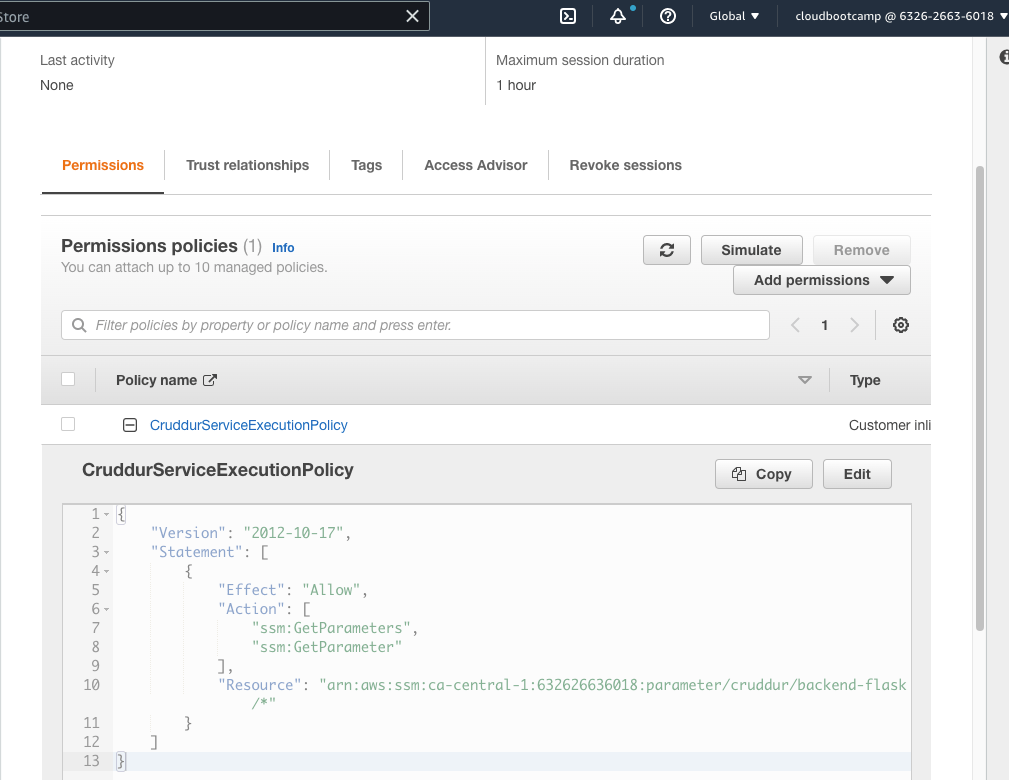 Store
Global ▼
cloudbootcamp @ 6326-2663-6018 ▼
Last activity
None
Maximum session duration
1 hour
Permissions
Trust relationships
Tags
Access Advisor
Revoke sessions
Permissions policies (1) Info
You can attach up to 10 managed policies.
Simulate
Remove
Add permissions
Filter policies by property or policy name and press enter.
1
Policy name
Type
CruddurServiceExecutionPolicy
Customer inli
CruddurServiceExecutionPolicy
Copy
Edit
1 {
2 "Version": "2012-10-17",
3 "Statement": [
4 {
5 "Effect": "Allow",
6 "Action": [
7 "ssm:GetParameters",
8 "ssm:GetParameter"
9 ],
10 "Resource": "arn:aws:ssm:ca-central-1:632626636018:parameter/cruddur/backend-flask
/*"
11 }
12 ]
13 }